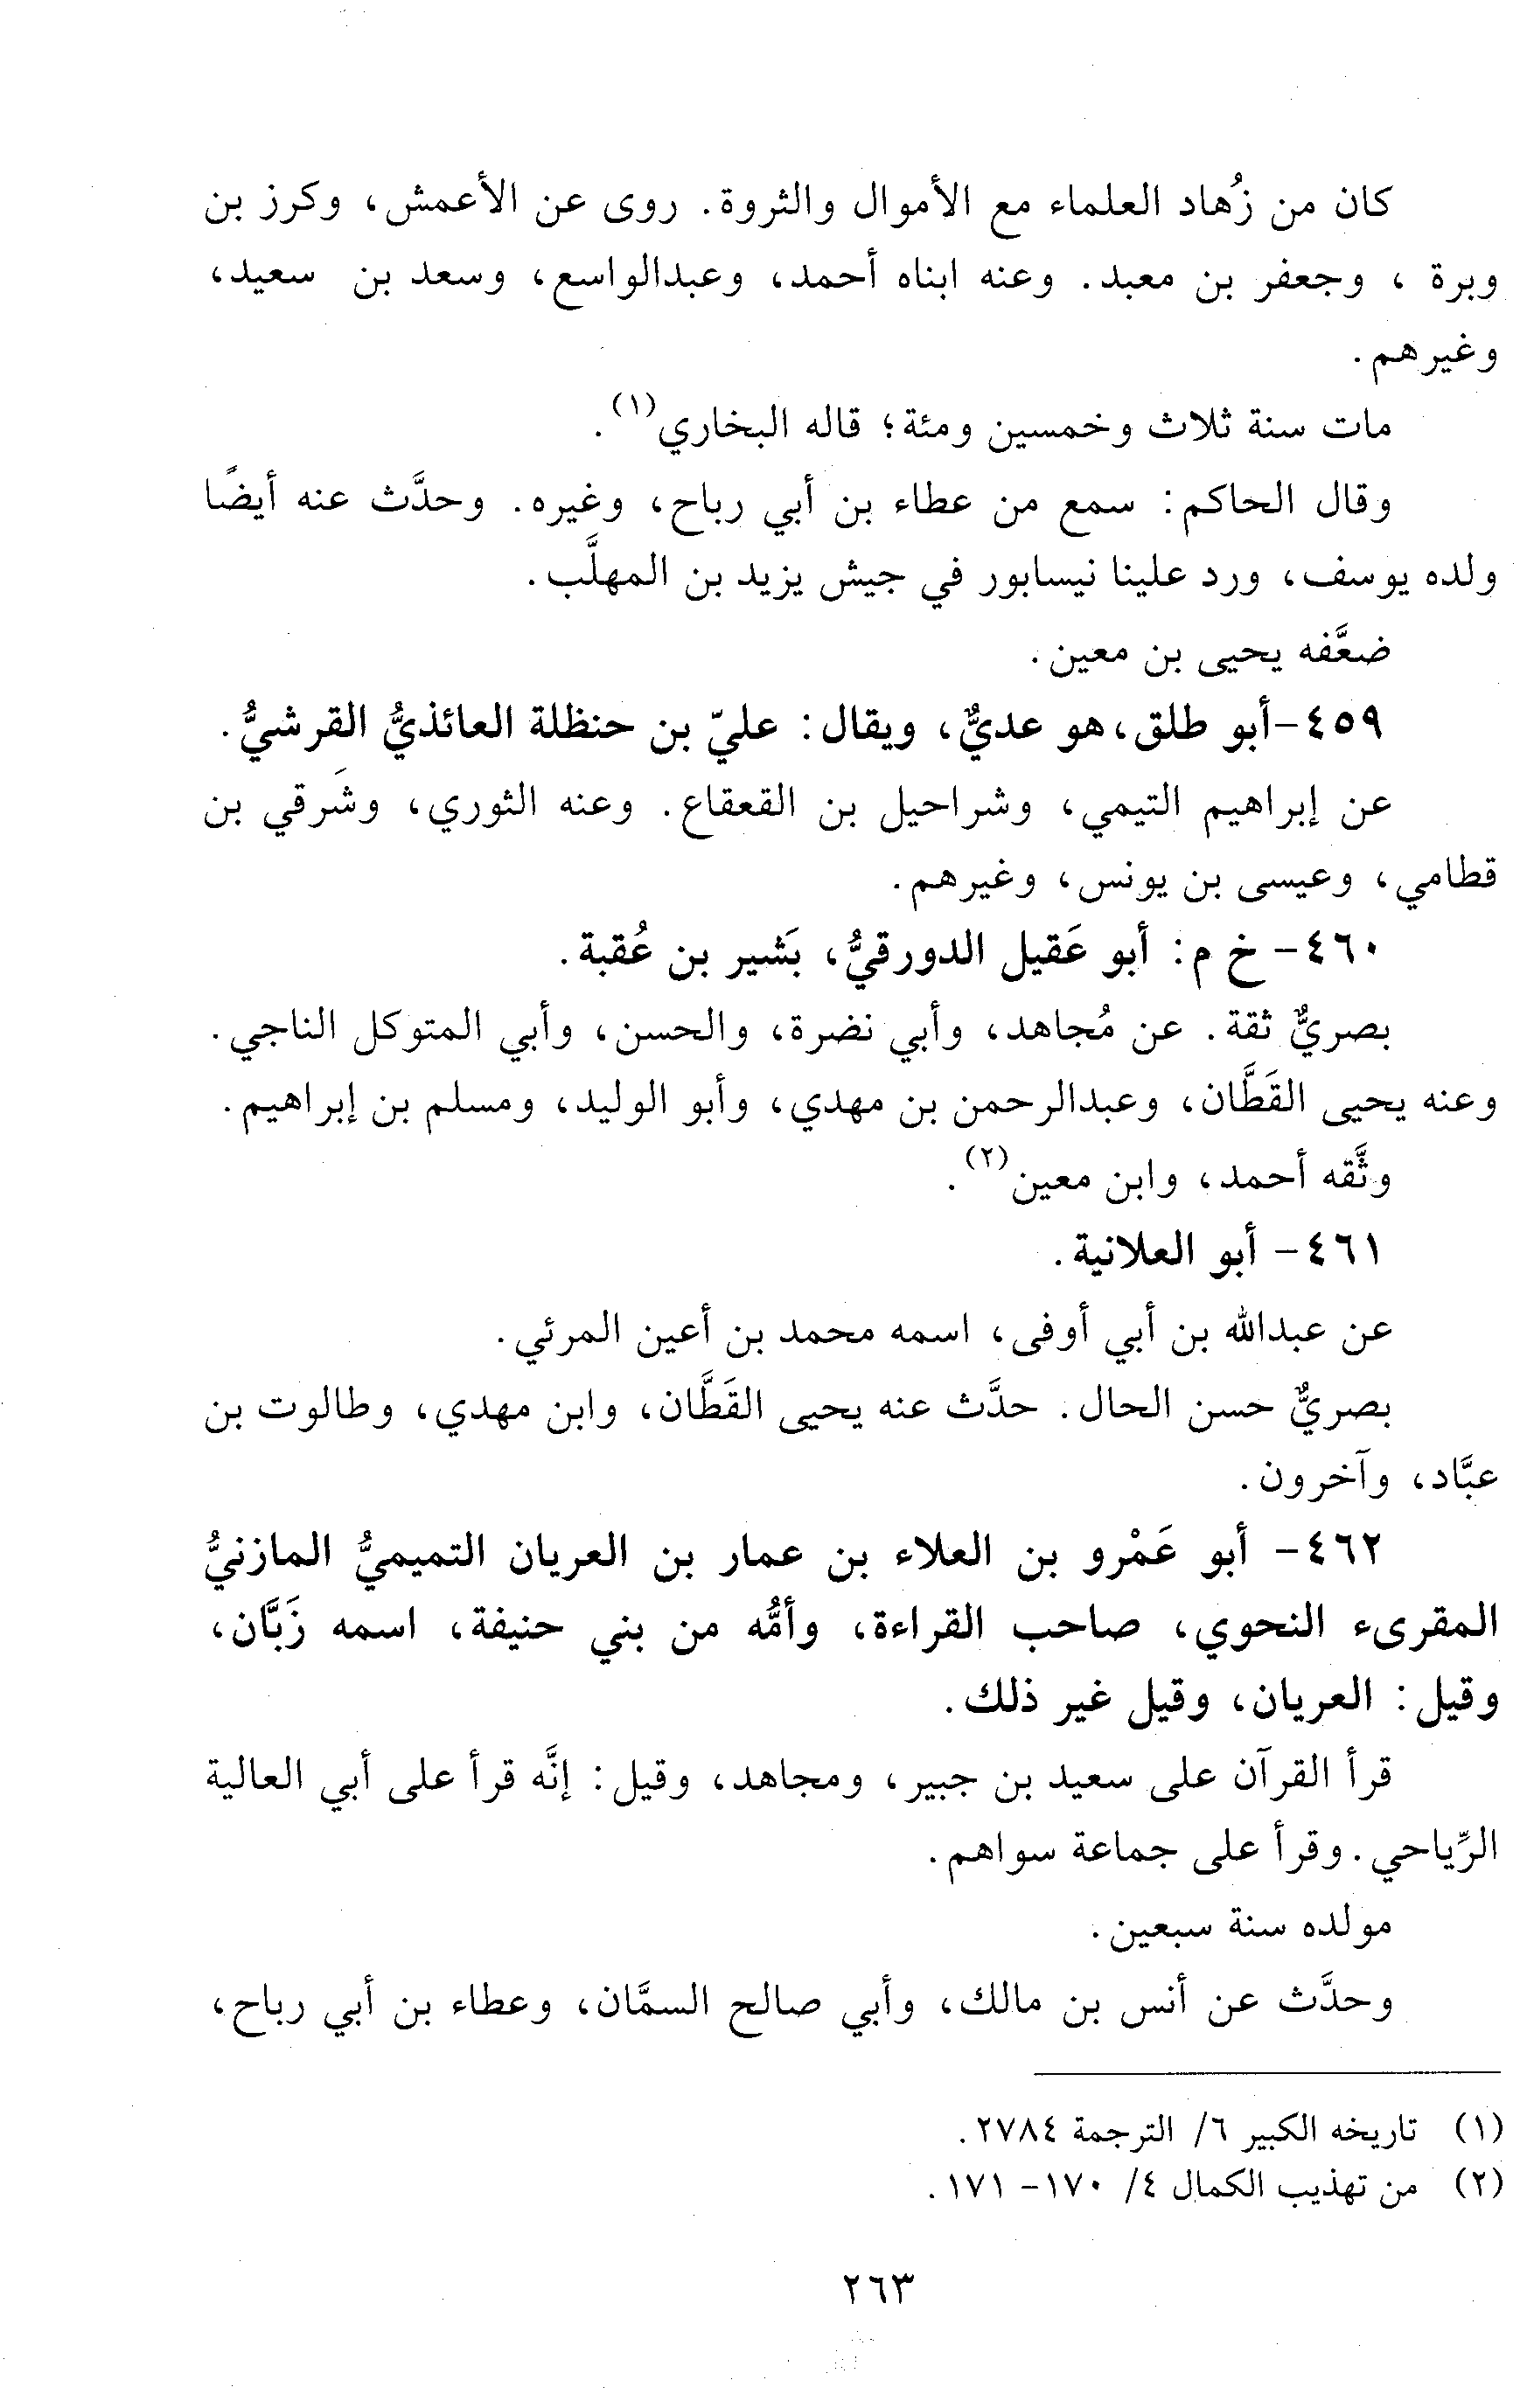 كان من زُهاد العلماء مع الأموال والثروة. روى عن الأعمش، وكرز بن
وبرة ، وجعفر بن معبد. وعنه ابناه أحمد، وعبدالواسع، وسعد بن سعيد،
وغيرهم.
مات سنة ثلاث وخمسين ومئة؛ قاله البخاري(١).
وقال الحاكم: سمع من عطاء بن أبي رباح، وغيره. وحدَّث عنه أيضًا
ولده يوسف، ورد علينا نيسابور في جيش يزيد بن المهلَّب.
ضعَّفه يحيى بن معين.
٤٥٩-أبو طلق، هو عديٌّ، ويقال: عليّ بن حنظلة العائذيُّ القرشيُّ.
عن إبراهيم التيمي، وشراحيل بن القعقاع. وعنه الثوري، وشَرقي بن
قطامي، وعيسى بن يونس، وغيرهم.
٤٦٠- خ م: أبو عَقيل الدورقيُّ، بَشير بن عُقبة.
بصريٌّ ثقة. عن مُجاهد، وأبي نضرة، والحسن، وأبي المتوكل الناجي.
وعنه يحيى القَطَّان، وعبدالرحمن بن مهدي، وأبو الوليد، ومسلم بن إبراهيم.
وثَّقه أحمد، وابن معين(٢).
٤٦١- أبو العلانية.
عن عبدالله بن أبي أوفى، اسمه محمد بن أعين المرئي.
بصريٌّ حسن الحال. حدَّث عنه يحيى القَطَّان، وابن مهدي، وطالوت بن
عبَّاد، وآخرون.
٤٦٢- أبو عَمْرو بن العلاء بن عمار بن العريان التميميُّ المازنيُّ
المقرىء النحوي، صاحب القراءة، وأمُّه من بني حنيفة، اسمه زَبَّان،
وقيل: العريان، وقيل غير ذلك.
قرأ القرآن على سعيد بن جبير، ومجاهد، وقيل: إنَّه قرأ على أبي العالية
الرِّياحي. وقرأ على جماعة سواهم.
مولده سنة سبعين.
وحدَّث عن أنس بن مالك، وأبي صالح السمَّان، وعطاء بن أبي رباح،
(١) تاريخه الكبير ٦/ الترجمة ٢٧٨٤.
(٢) من تهذيب الكمال ٤/ ١٧٠- ١٧١.
٢٦٣